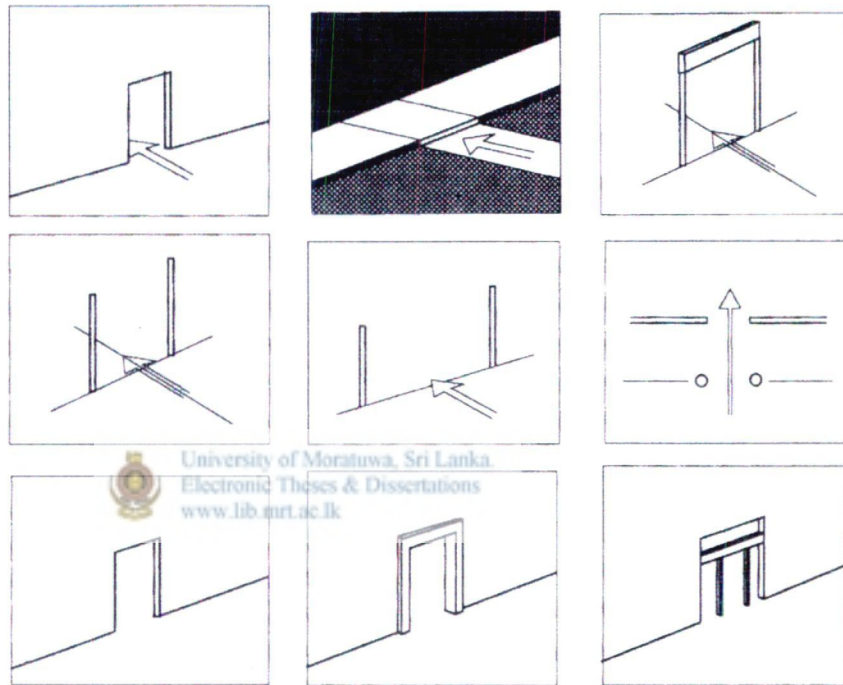 University of Moratuwa, Sri Lanka.
Electronic Theses & Dissertations
www.lib.mrt.ac.lk